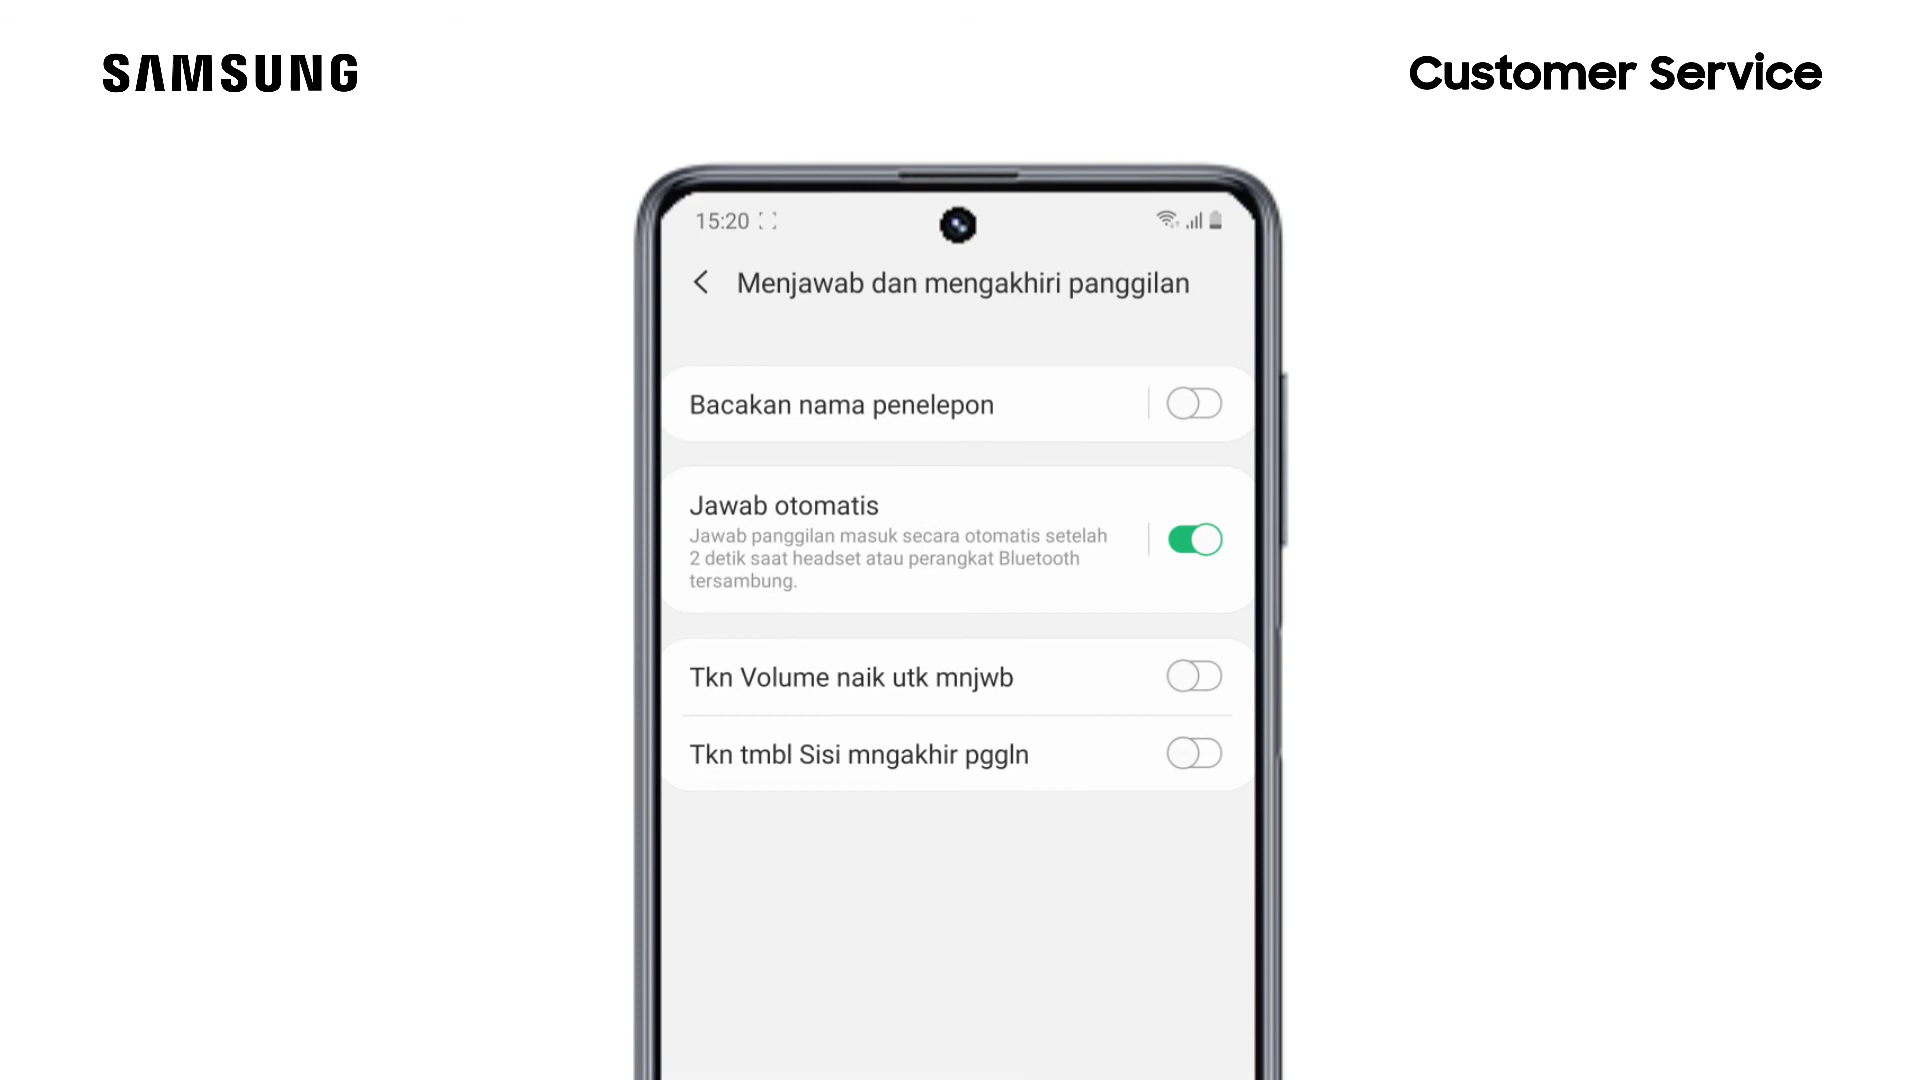 SAMSUNG
Customer Service
15:20
Menjawab dan mengakhiri panggilan
Bacakan nama penelepon
Jawab otomatis
Jawab panggilan masuk secara otomatis setelah
2 detik saat headset atau perangkat Bluetooth
tersambung.
Tkn Volume naik utk mnjwb
Tkn tmbl Sisi mngakhir pggln